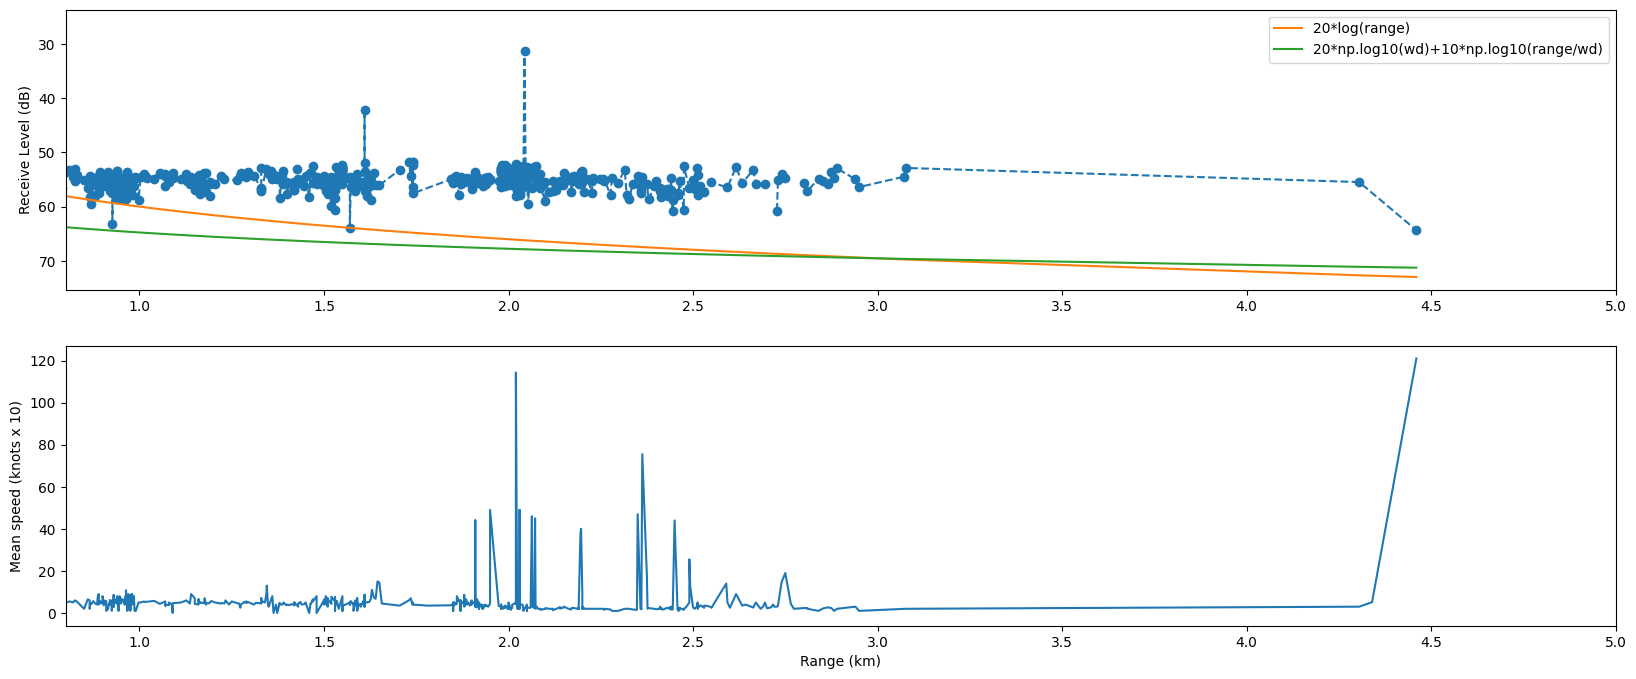 20*log(range)
20*np.log10(wd)+10*np.log10(range/wd)
Receive Level (dB)
30
40
50
60
70
1.0 1.5 2.0 2.5 3.0 3.5 4.0 4.5 5.0
Mean speed (knots x 10)
120
100
80
60
40
20
0
1.0 1.5 2.0 2.5 3.0 3.5 4.0 4.5 5.0
Range (km)